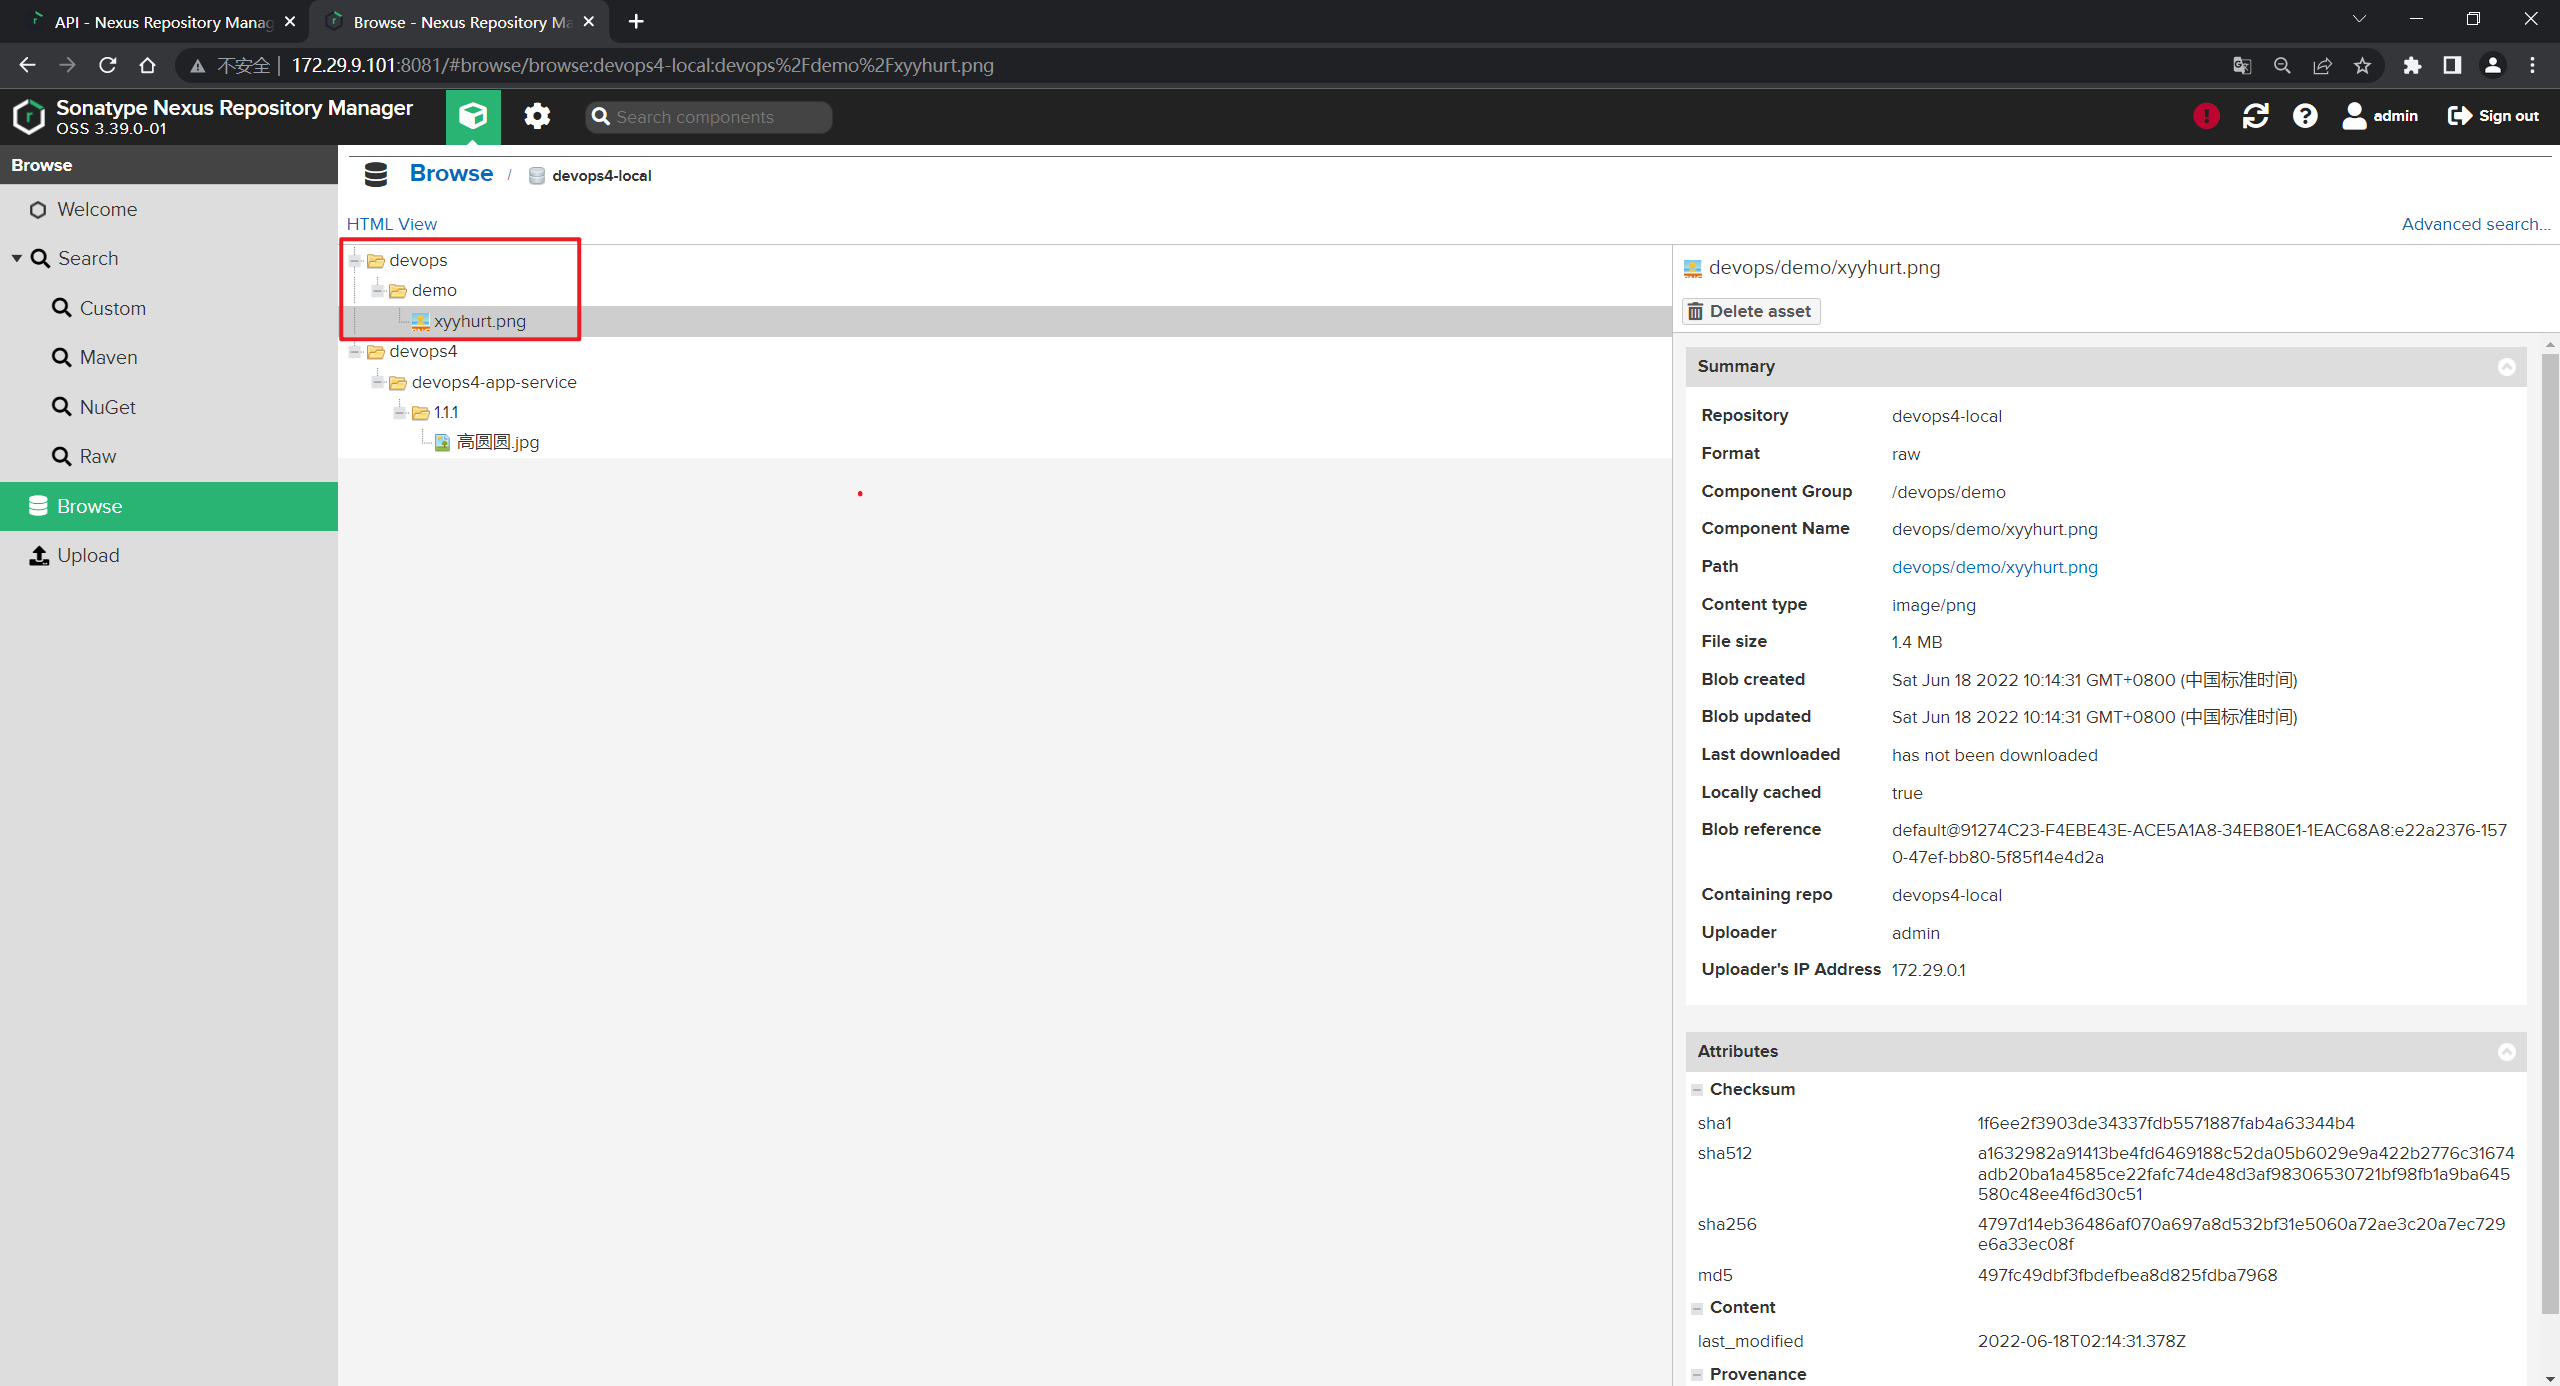 API - Nexus Repository Manag
Browse - Nexus Repository Ma
不安全 172.29.9.101:8081/#browse/browse:devops4-local:devops%2Fdemo%2Fxyyhurt.png
Sonatype Nexus Repository Manager
OSS 3.39.0-01
Search components
admin
Sign out
Browse
Welcome
Search
Custom
Maven
NuGet
Raw
Browse
Upload
Browse / devops4-local
HTML View
Advanced search...
devops
demo
xyyhurt.png
devops4
devops4-app-service
1.1.1
高圆圆.jpg
devops/demo/xyyhurt.png
Delete asset
Summary
Repository devops4-local
Format raw
Component Group /devops/demo
Component Name devops/demo/xyyhurt.png
Path devops/demo/xyyhurt.png
Content type image/png
File size 1.4 MB
Blob created Sat Jun 18 2022 10:14:31 GMT+0800 (中国标准时间)
Blob updated Sat Jun 18 2022 10:14:31 GMT+0800 (中国标准时间)
Last downloaded has not been downloaded
Locally cached true
Blob reference default@91274C23-F4EBE43E-ACE5A1A8-34EB80E1-1EAC68A8:e22a2376-157
0-47ef-bb80-5f85f14e4d2a
Containing repo devops4-local
Uploader admin
Uploader's IP Address 172.29.0.1
Attributes
Checksum
sha1 1f6ee2f3903de34337fdb5571887fab4a63344b4
sha512 a1632982a91413be4fd6469188c52da05b6029e9a422b2776c31674
adb20ba1a4585ce22fafc74de48d3af98306530721bf98fb1a9ba645
580c48ee4f6d30c51
sha256 4797d14eb36486af070a697a8d532bf31e5060a72ae3c20a7ec729
e6a33ec08f
md5 497fc49dbf3fbdefbea8d825fdba7968
Content
last_modified 2022-06-18T02:14:31.378Z
Provenance